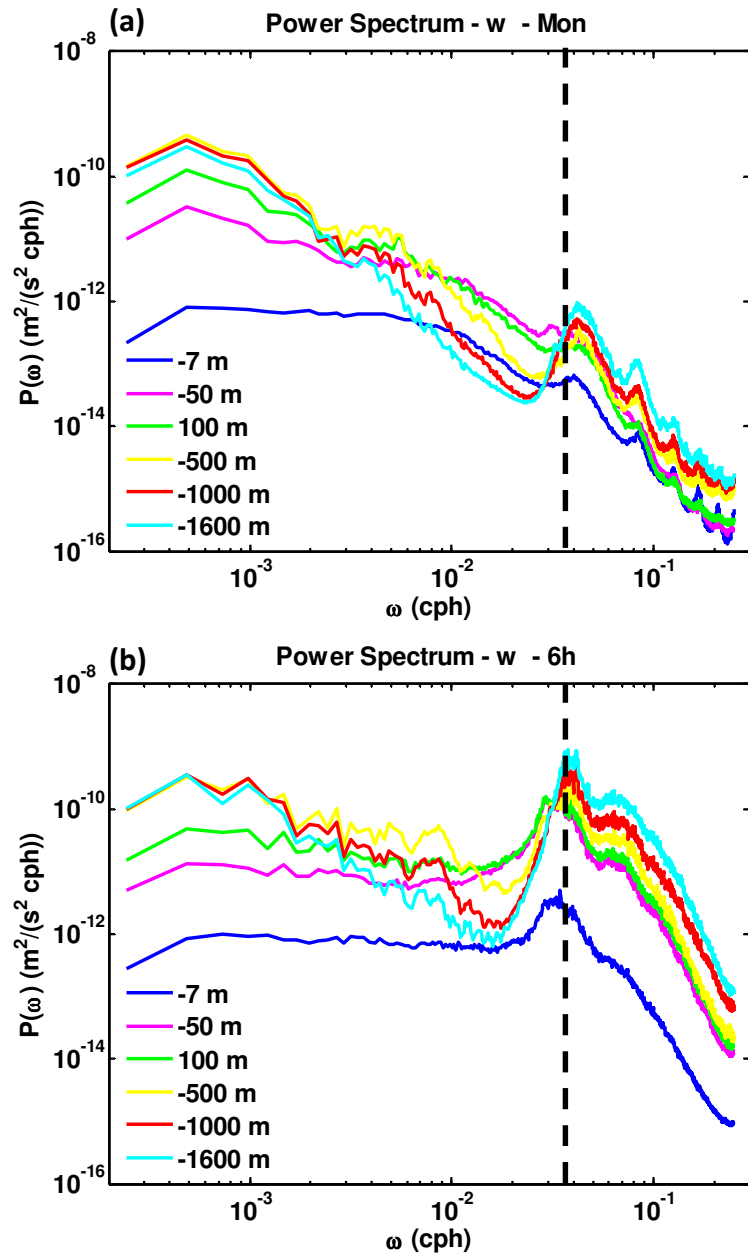 (a)
Power Spectrum - w - Mon
10⁻⁸
10⁻¹⁰
10⁻¹²
10⁻¹⁴
10⁻¹⁶
P(ω) (m²/(s² cph))
-7 m
-50 m
100 m
-500 m
-1000 m
-1600 m
10⁻³
10⁻²
10⁻¹
ω (cph)
(b)
Power Spectrum - w - 6h
10⁻⁸
10⁻¹⁰
10⁻¹²
10⁻¹⁴
10⁻¹⁶
P(ω) (m²/(s² cph))
-7 m
-50 m
100 m
-500 m
-1000 m
-1600 m
10⁻³
10⁻²
10⁻¹
ω (cph)